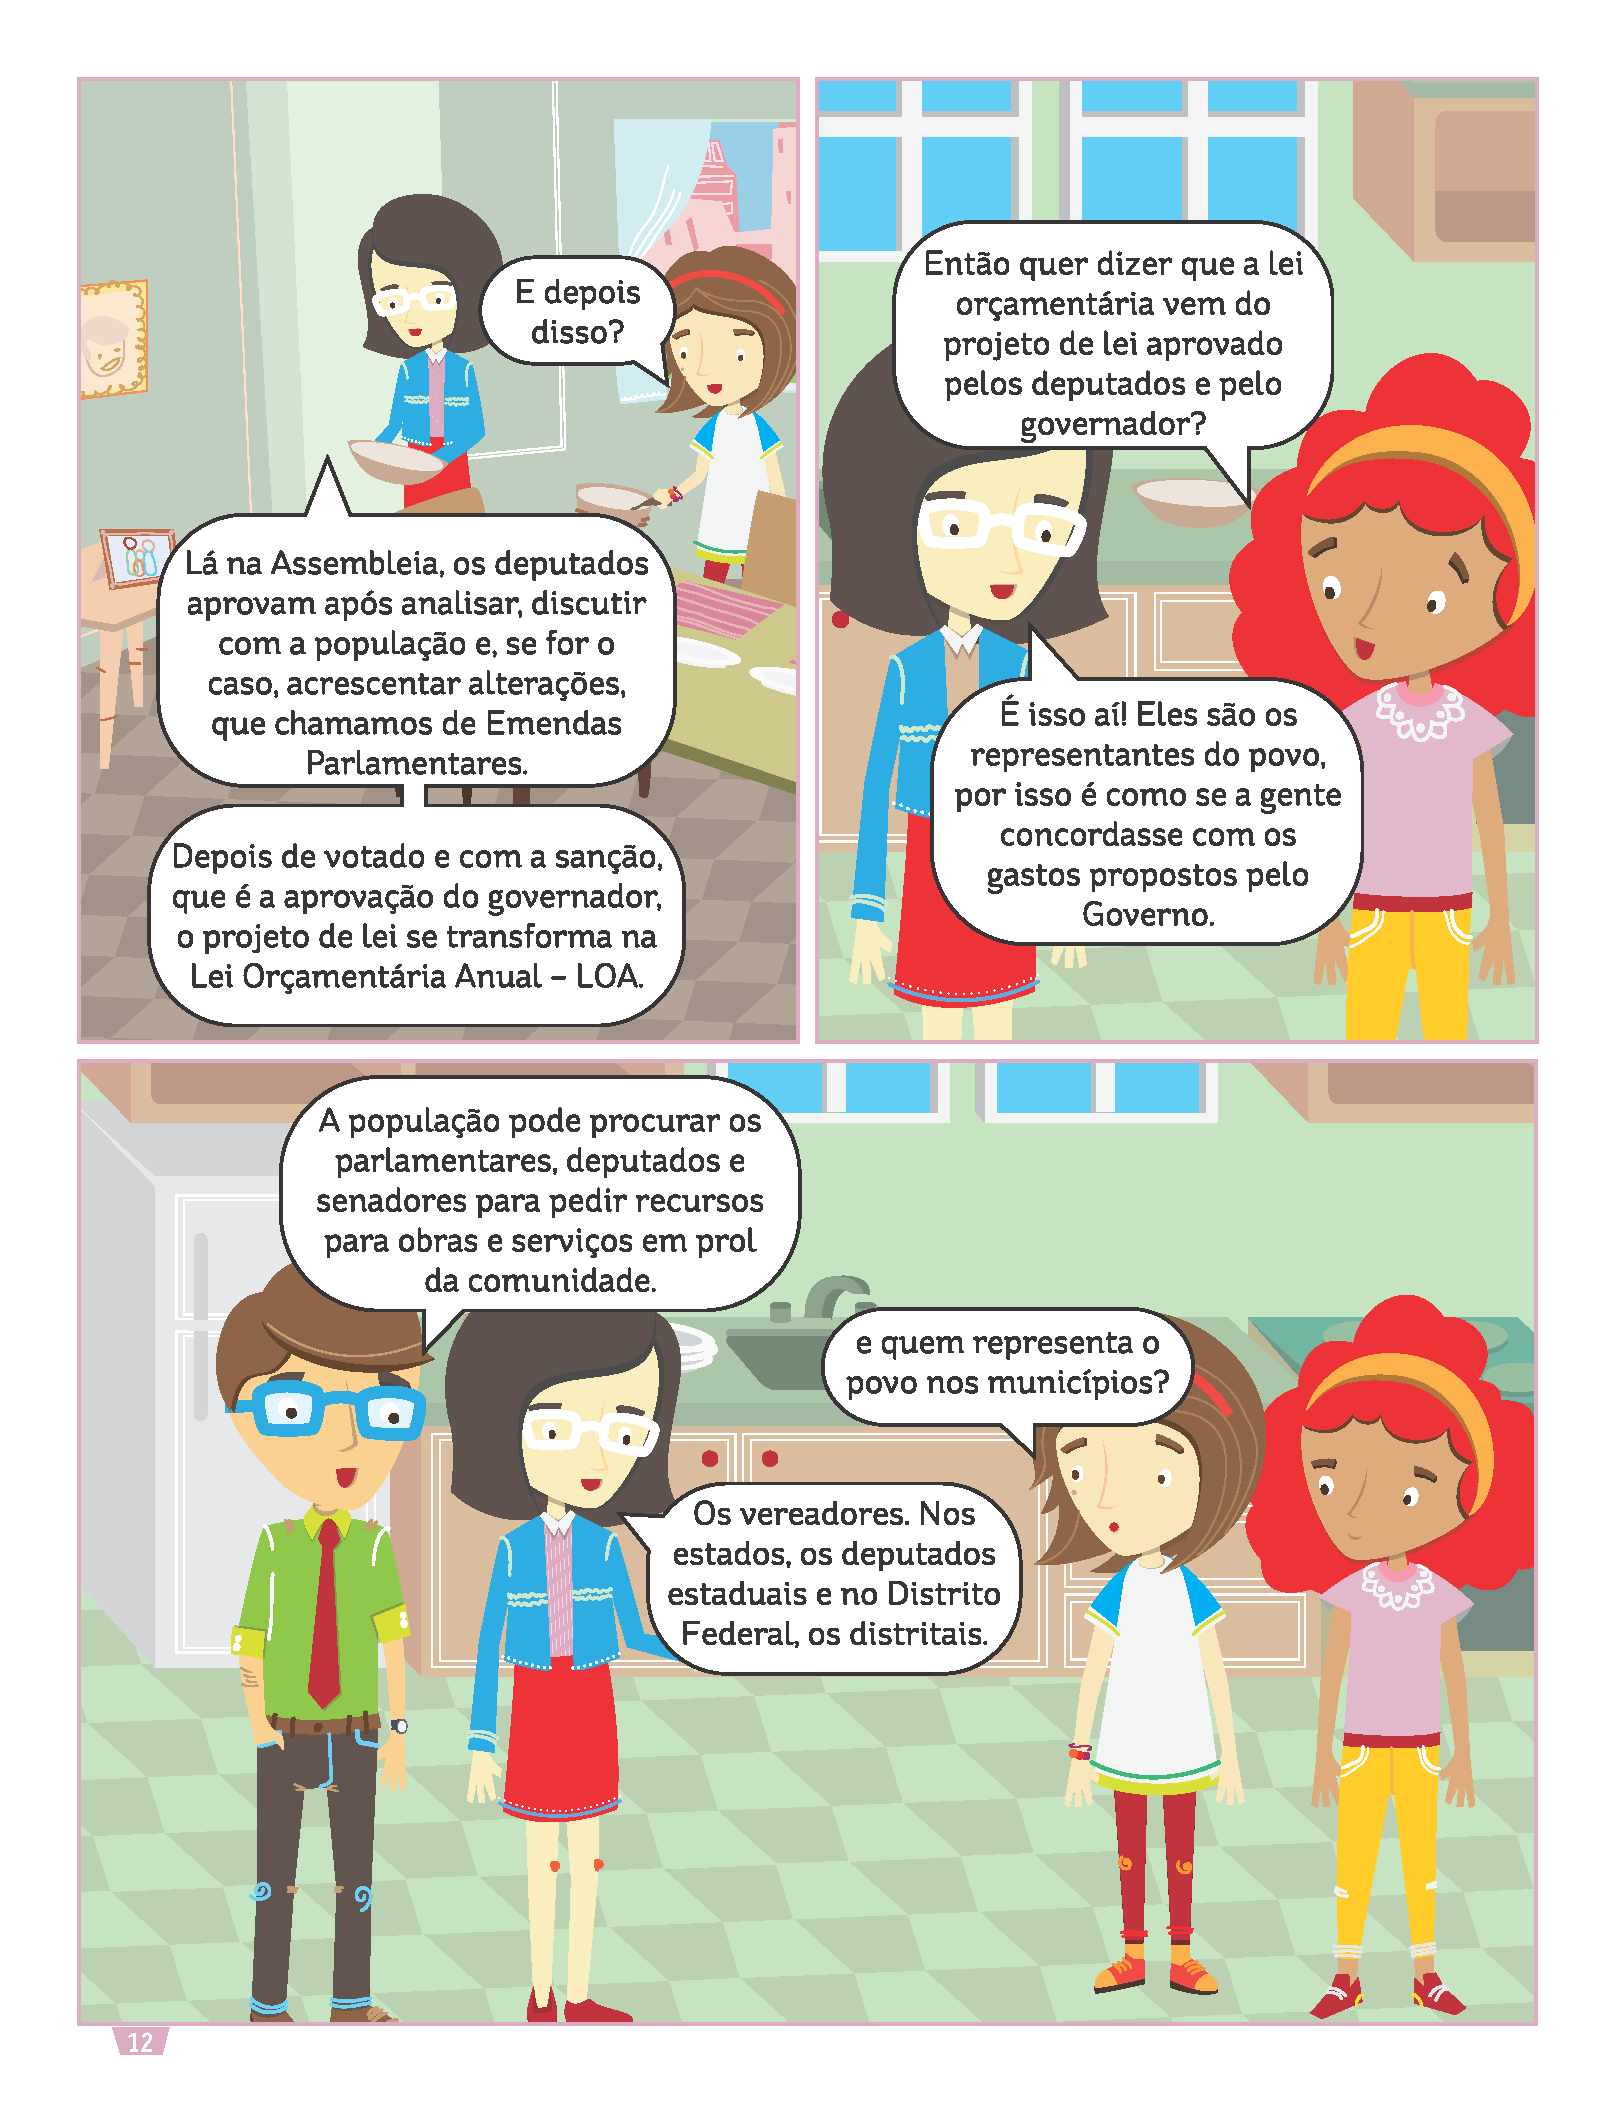 E depois
disso?
Lá na Assembleia, os deputados
aprovam após analisar, discutir
com a população e, se for o
caso, acrescentar alterações,
que chamamos de Emendas
Parlamentares.
Depois de votado e com a sanção,
que é a aprovação do governador,
o projeto de lei se transforma na
Lei Orçamentária Anual – LOA.
Então quer dizer que a lei
orçamentária vem do
projeto de lei aprovado
pelos deputados e pelo
governador?
É isso aí! Eles são os
representantes do povo,
por isso é como se a gente
concordasse com os
gastos propostos pelo
Governo.
A população pode procurar os
parlamentares, deputados e
senadores para pedir recursos
para obras e serviços em prol
da comunidade.
e quem representa o
povo nos municípios?
Os vereadores. Nos
estados, os deputados
estaduais e no Distrito
Federal, os distritais.
12